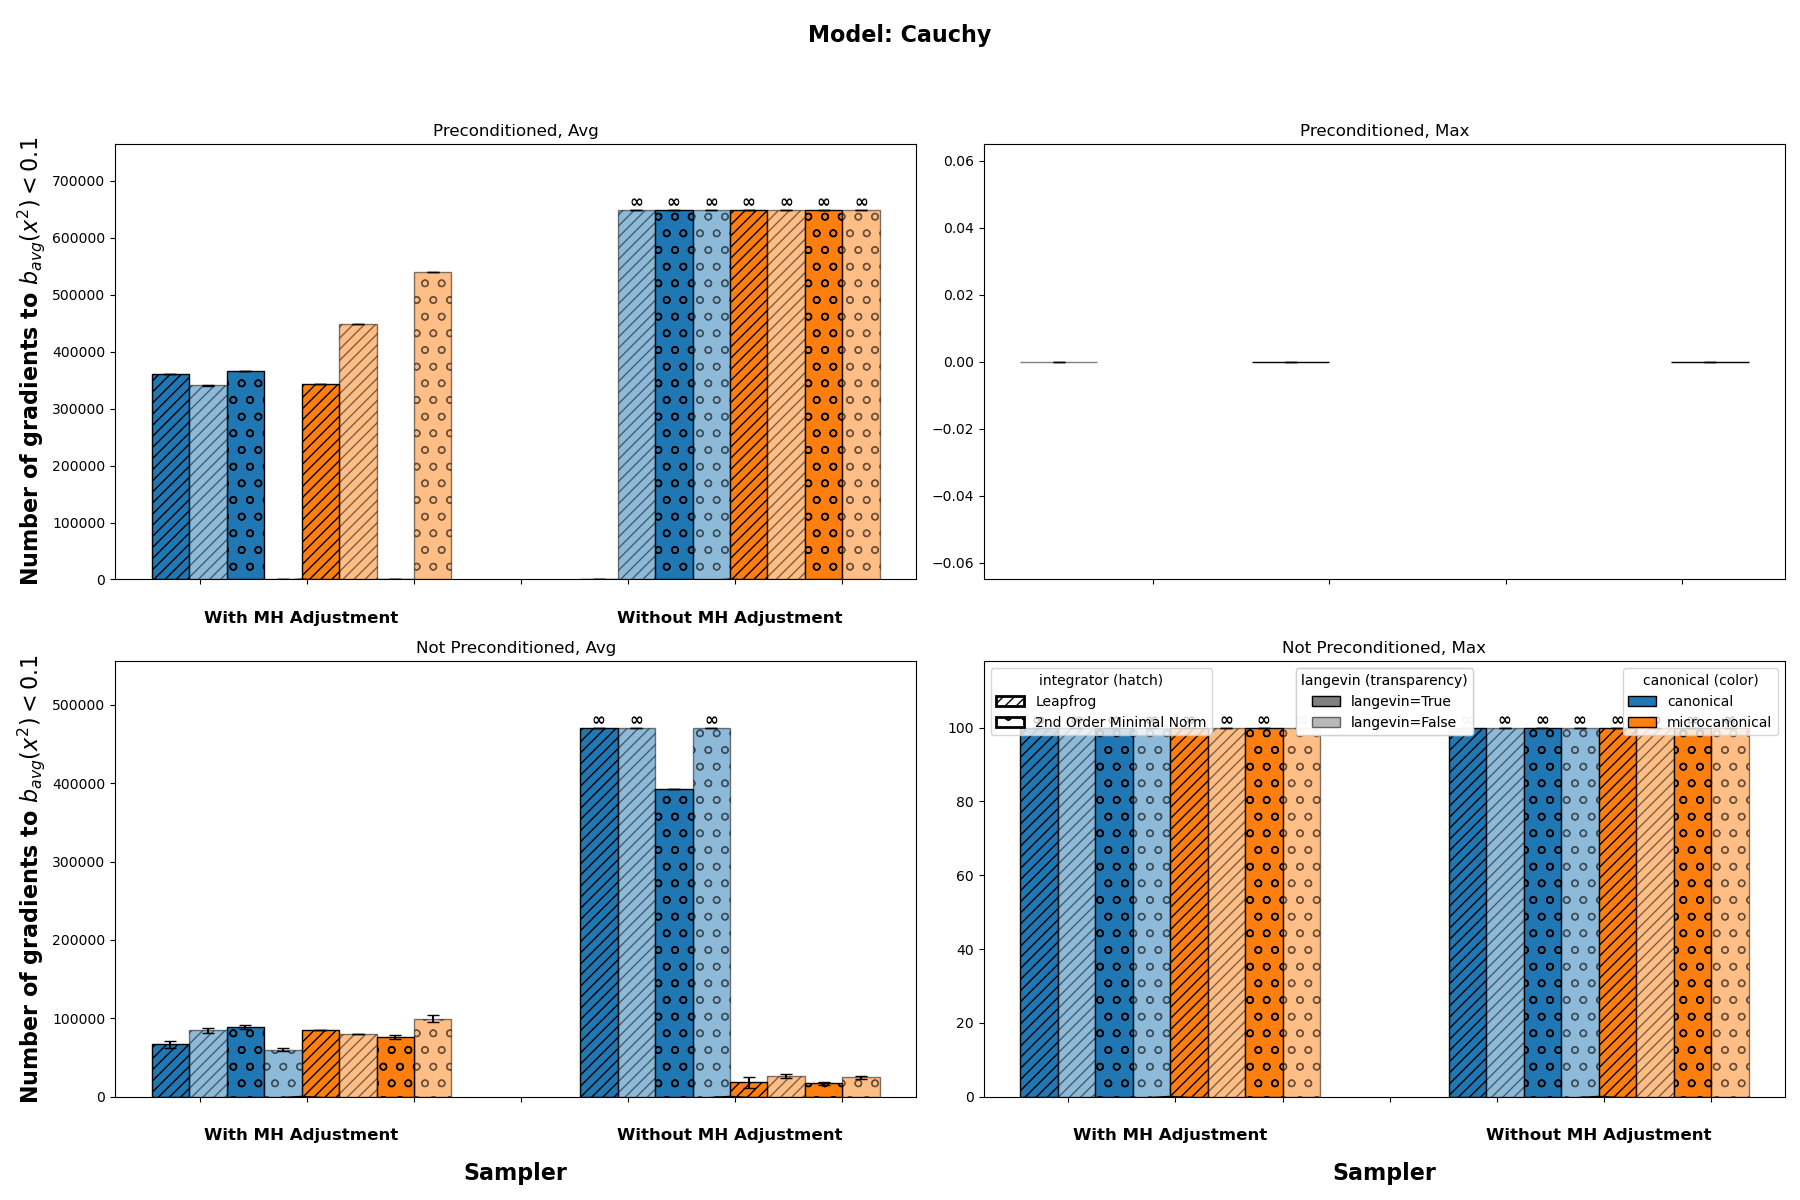 Model: Cauchy
Preconditioned, Avg
Number of gradients to b_avg(x²) < 0.1
700000
600000
500000
400000
300000
200000
100000
0
∞ ∞ ∞ ∞ ∞ ∞ ∞
With MH Adjustment
Without MH Adjustment
Preconditioned, Max
0.06
0.04
0.02
0.00
−0.02
−0.04
−0.06
Not Preconditioned, Avg
Number of gradients to b_avg(x²) < 0.1
500000
400000
300000
200000
100000
0
∞ ∞ ∞
With MH Adjustment
Without MH Adjustment
Sampler
Not Preconditioned, Max
integrator (hatch)
Leapfrog
2nd Order Minimal Norm
langevin (transparency)
langevin=True
langevin=False
canonical (color)
canonical
microcanonical
100
80
60
40
20
0
∞ ∞ ∞ ∞ ∞ ∞ ∞
With MH Adjustment
Without MH Adjustment
Sampler